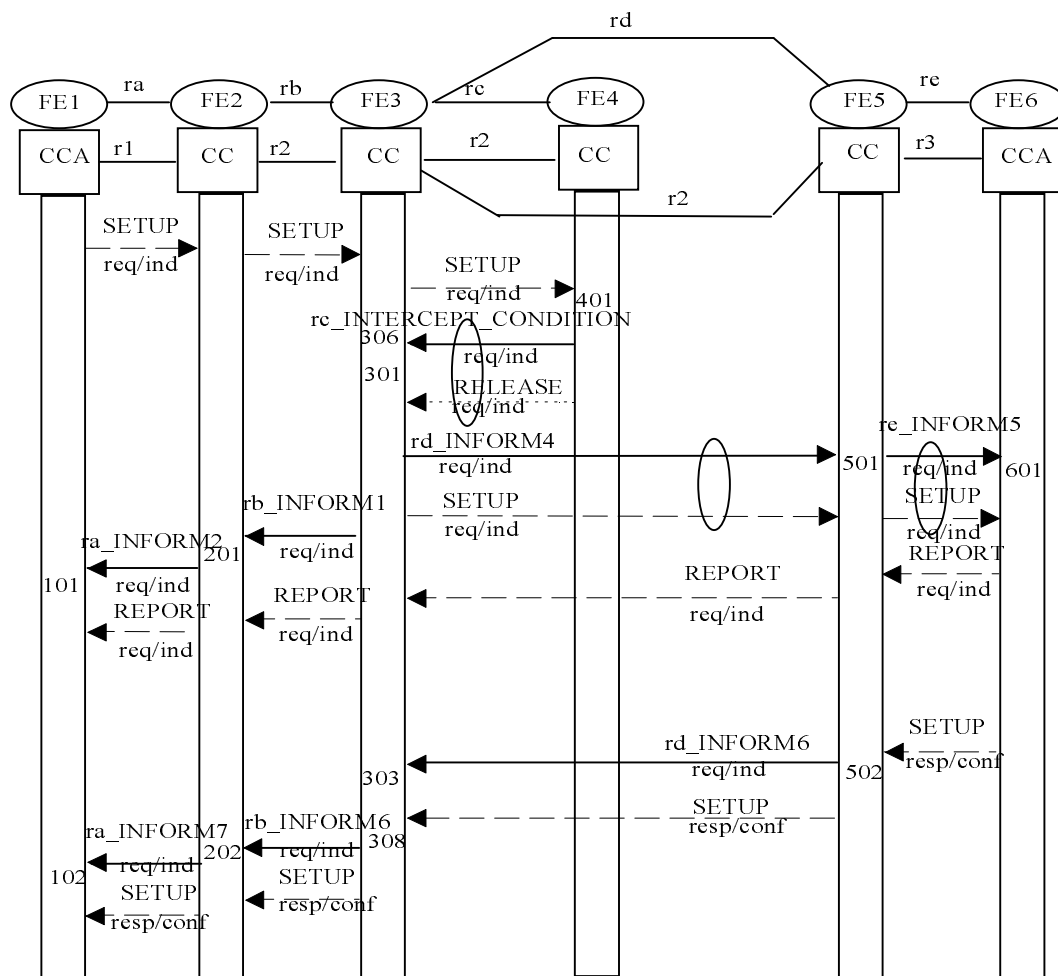 rd
ra
rb
rc
re
FE1
FE2
FE3
FE4
FE5
FE6
CCA
r1
CC
r2
CC
r2
CC
CC
r3
CCA
r2
SETUP
req/ind
SETUP
req/ind
SETUP
req/ind
401
rc_INTERCEPT_CONDITION
306
req/ind
301
RELEASE
req/ind
rd_INFORM4
req/ind
501
re_INFORM5
req/ind
601
rb_INFORM1
req/ind
SETUP
req/ind
SETUP
req/ind
ra_INFORM2
201
req/ind
101
REPORT
req/ind
REPORT
req/ind
REPORT
req/ind
REPORT
req/ind
SETUP
resp/conf
rd_INFORM6
req/ind
303
502
SETUP
resp/conf
rb_INFORM6
req/ind
308
ra_INFORM7
req/ind
202
102
SETUP
resp/conf
SETUP
resp/conf